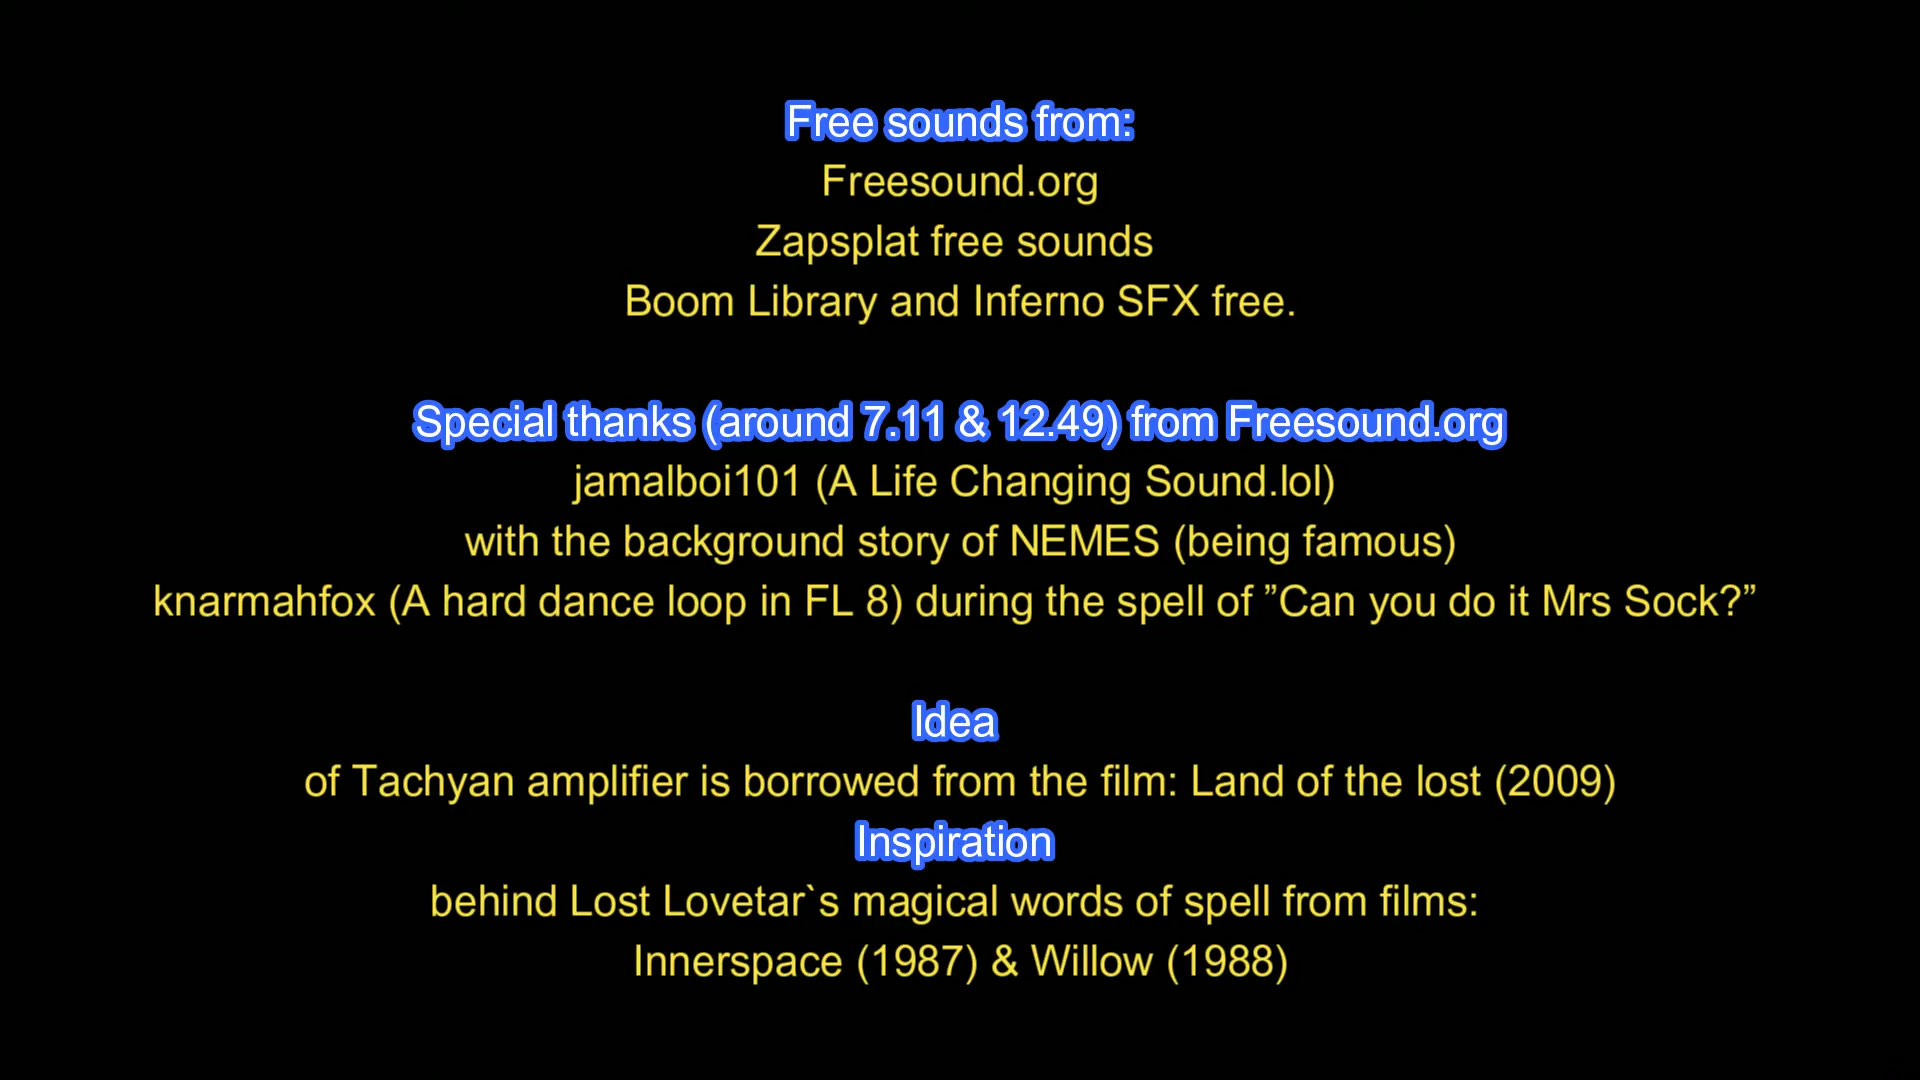 Free sounds from:
Freesound.org
Zapsplat free sounds
Boom Library and Inferno SFX free.
Special thanks (around 7.11 & 12.49) from Freesound.org
jamalboi101 (A Life Changing Sound.lol)
with the background story of NEMES (being famous)
knarmahfox (A hard dance loop in FL 8) during the spell of ”Can you do it Mrs Sock?”
Idea
of Tachyan amplifier is borrowed from the film: Land of the lost (2009)
Inspiration
behind Lost Lovetar`s magical words of spell from films:
Innerspace (1987) & Willow (1988)